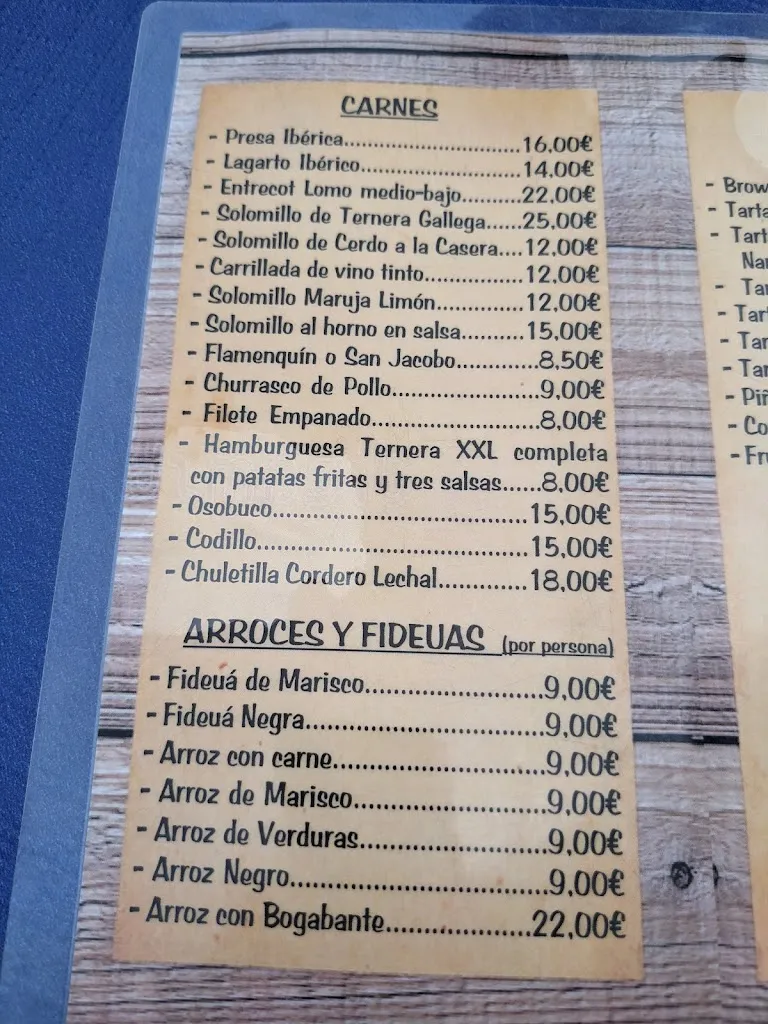 CARNES
- Presa Ibérica..............................16,00€
- Lagarto Ibérico...........................14,00€
- Entrecot Lomo medio-bajo..........22,00€
- Solomillo de Ternera Gallega......25,00€
- Solomillo de Cerdo a la Casera....12,00€
- Carrillada de vino tinto.................12,00€
- Solomillo Maruja Limón...............12,00€
- Solomillo al horno en salsa..........15,00€
- Flamenquín o San Jacobo.............8,50€
- Churrasco de Pollo.......................9,00€
- Filete Empanado..........................8,00€
- Hamburguesa Ternera XXL completa
con patatas fritas y tres salsas......8,00€
- Osobuco........................................15,00€
- Codillo..........................................15,00€
- Chuletilla Cordero Lechal.............18,00€
ARROCES Y FIDEUAS (por persona)
- Fideuá de Marisco..........................9,00€
- Fideuá Negra..................................9,00€
- Arroz con carne..............................9,00€
- Arroz de Marisco...........................9,00€
- Arroz de Verduras..........................9,00€
- Arroz Negro....................................9,00€
- Arroz con Bogabante....................22,00€